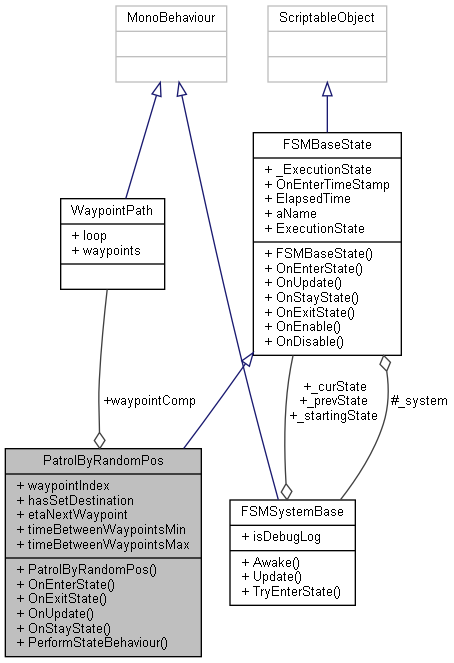 MonoBehaviour
ScriptableObject
FSMBaseState
+ _ExecutionState
+ OnEnterTimeStamp
+ ElapsedTime
+ aName
+ ExecutionState
+ FSMBaseState()
+ OnEnterState()
+ OnUpdate()
+ OnStayState()
+ OnExitState()
+ OnEnable()
+ OnDisable()
WaypointPath
+ loop
+ waypoints
+waypointComp
+_curState
+_prevState
+_startingState
#_system
PatrolByRandomPos
+ waypointIndex
+ hasSetDestination
+ etaNextWaypoint
+ timeBetweenWaypointsMin
+ timeBetweenWaypointsMax
+ PatrolByRandomPos()
+ OnEnterState()
+ OnExitState()
+ OnUpdate()
+ OnStayState()
+ PerformStateBehaviour()
FSMSystemBase
+ isDebugLog
+ Awake()
+ Update()
+ TryEnterState()